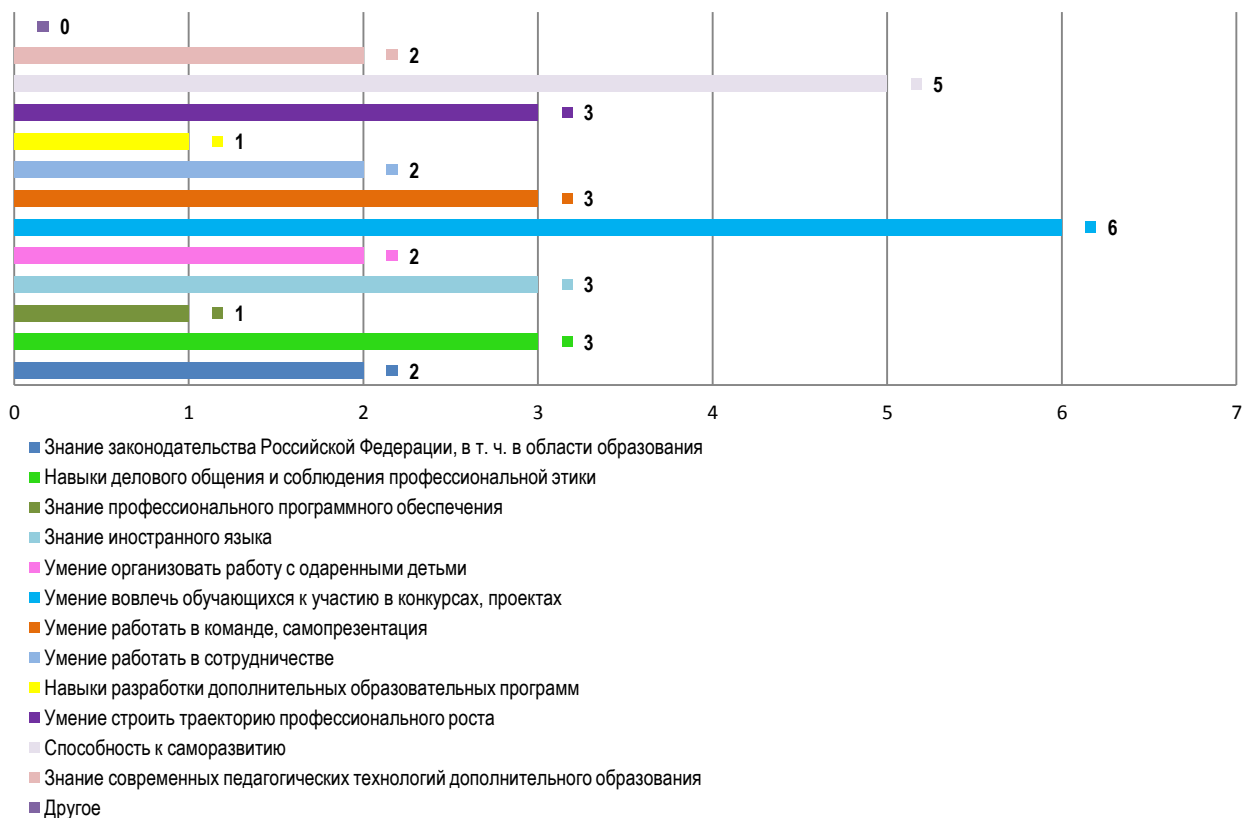 0
2
5
3
1
2
3
6
2
3
1
3
2
0 1 2 3 4 5 6 7
Знание законодательства Российской Федерации, в т. ч. в области образования
Навыки делового общения и соблюдения профессиональной этики
Знание профессионального программного обеспечения
Знание иностранного языка
Умение организовать работу с одаренными детьми
Умение вовлечь обучающихся к участию в конкурсах, проектах
Умение работать в команде, самопрезентация
Умение работать в сотрудничестве
Навыки разработки дополнительных образовательных программ
Умение строить траекторию профессионального роста
Способность к саморазвитию
Знание современных педагогических технологий дополнительного образования
Другое